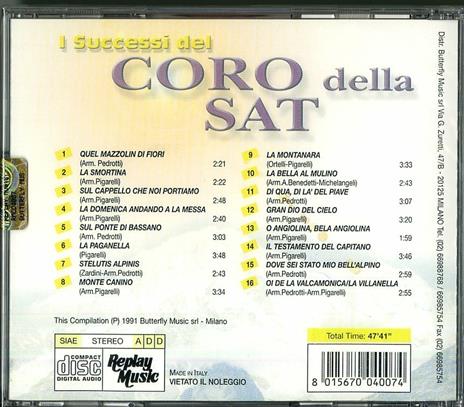 I Successi del
CORO della
SAT
1 QUEL MAZZOLIN DI FIORI
(Arm. Pedrotti) 2:21
2 LA SMORTINA
(Arm.Pigarelli) 2:22
3 SUL CAPPELLO CHE NOI PORTIAMO
(Arm. Pigarelli) 2:48
4 LA DOMENICA ANDANDO A LA MESSA
(Arm.Pigarelli) 2:40
5 SUL PONTE DI BASSANO
(Arm. Pedrotti) 3:03
6 LA PAGANELLA
(Pigarelli) 3:48
7 STELUTIS ALPINIS
(Zardini-Arm.Pedrotti) 3:23
8 MONTE CANINO
(Arm.Pigarelli) 3:34
9 LA MONTANARA
(Ortelli-Pigarelli) 3:33
10 LA BELLA AL MULINO
(Arm.A.Benedetti-Michelangeli) 2:43
11 DI QUA, DI LA' DEL PIAVE
(Arm.Pedrotti) 2:48
12 GRAN DIO DEL CIELO
(Arm.Pigarelli) 3:20
13 O ANGIOLINA, BELA ANGIOLINA
(Arm.Pigarelli) 1:59
14 IL TESTAMENTO DEL CAPITANO
(Arm.Pigarelli) 3:46
15 DOVE SEI STATO MIO BELL'ALPINO
(Arm.Pigarelli) 2:59
16 OI DE LA VALCAMONICA/LA VILLANELLA
(Arm.Pedrotti-Arm.Pigarelli) 2:55
This Compilation (P) 1991 Butterfly Music srl - Milano
Total Time: 47'41"
SIAE STEREO A D D
COMPACT
disc
DIGITAL AUDIO
Replay
Music
MADE IN ITALY
VIETATO IL NOLEGGIO
8 015670 040074
Distr. Butterfly Music srl Via G. Zuretti, 47/B - 20125 MILANO Tel. (02) 66988768 / 66985754 Fax (02) 66985754